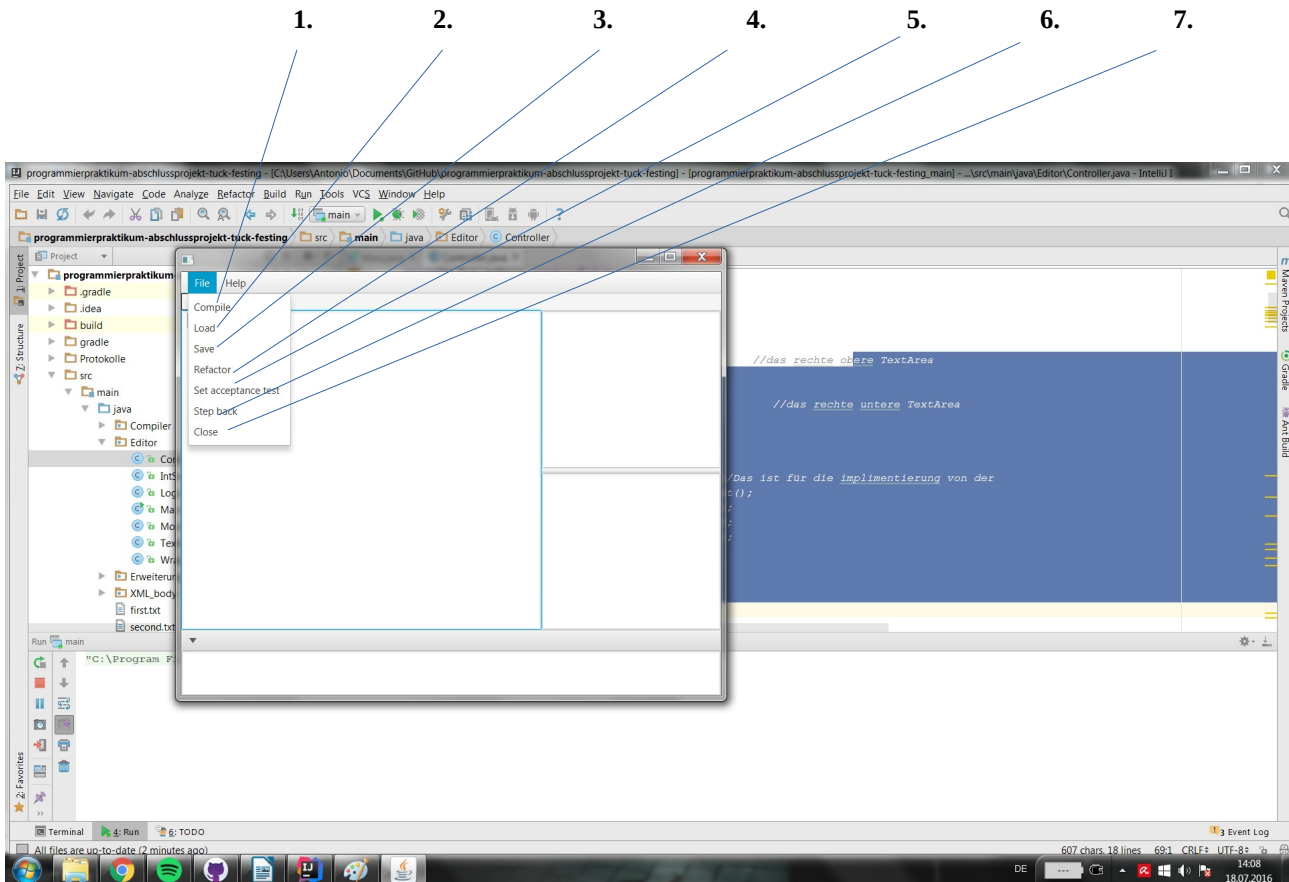 1. 2. 3. 4. 5. 6. 7.
programmierpraktikum-abschlussprojekt-tuck-festing - [C:\Users\Antonio\Documents\GitHub\programmierpraktikum-abschlussprojekt-tuck-festing] - [programmierpraktikum-abschlussprojekt-tuck-festing_main] - ...\src\main\java\Editor\Controller.java - IntelliJ I
File Edit View Navigate Code Analyze Refactor Build Run Tools VCS Window Help
main
programmierpraktikum-abschlussprojekt-tuck-festing src main java Editor Controller
1: Project
Z: Structure
2: Favorites
Project
programmierpraktikum-
.gradle
.idea
build
gradle
Protokolle
src
main
java
Compiler
Editor
Con
IntS
Log
Ma
Mo
Tex
Wra
Erweiterun
XML_body
first.txt
second.txt
File Help
Compile
Load
Save
Refactor
Set acceptance test
Step back
Close
//das rechte obere TextArea
//das rechte untere TextArea
/Das ist für die implimentierung von der
t();
;
;
;
Maven Projects
Gradle
Ant Build
Run main
"C:\Program F
Terminal 4: Run 6: TODO
3 Event Log
All files are up-to-date (2 minutes ago)
607 chars. 18 lines 69:1 CRLF UTF-8
DE
14:08
18.07.2016